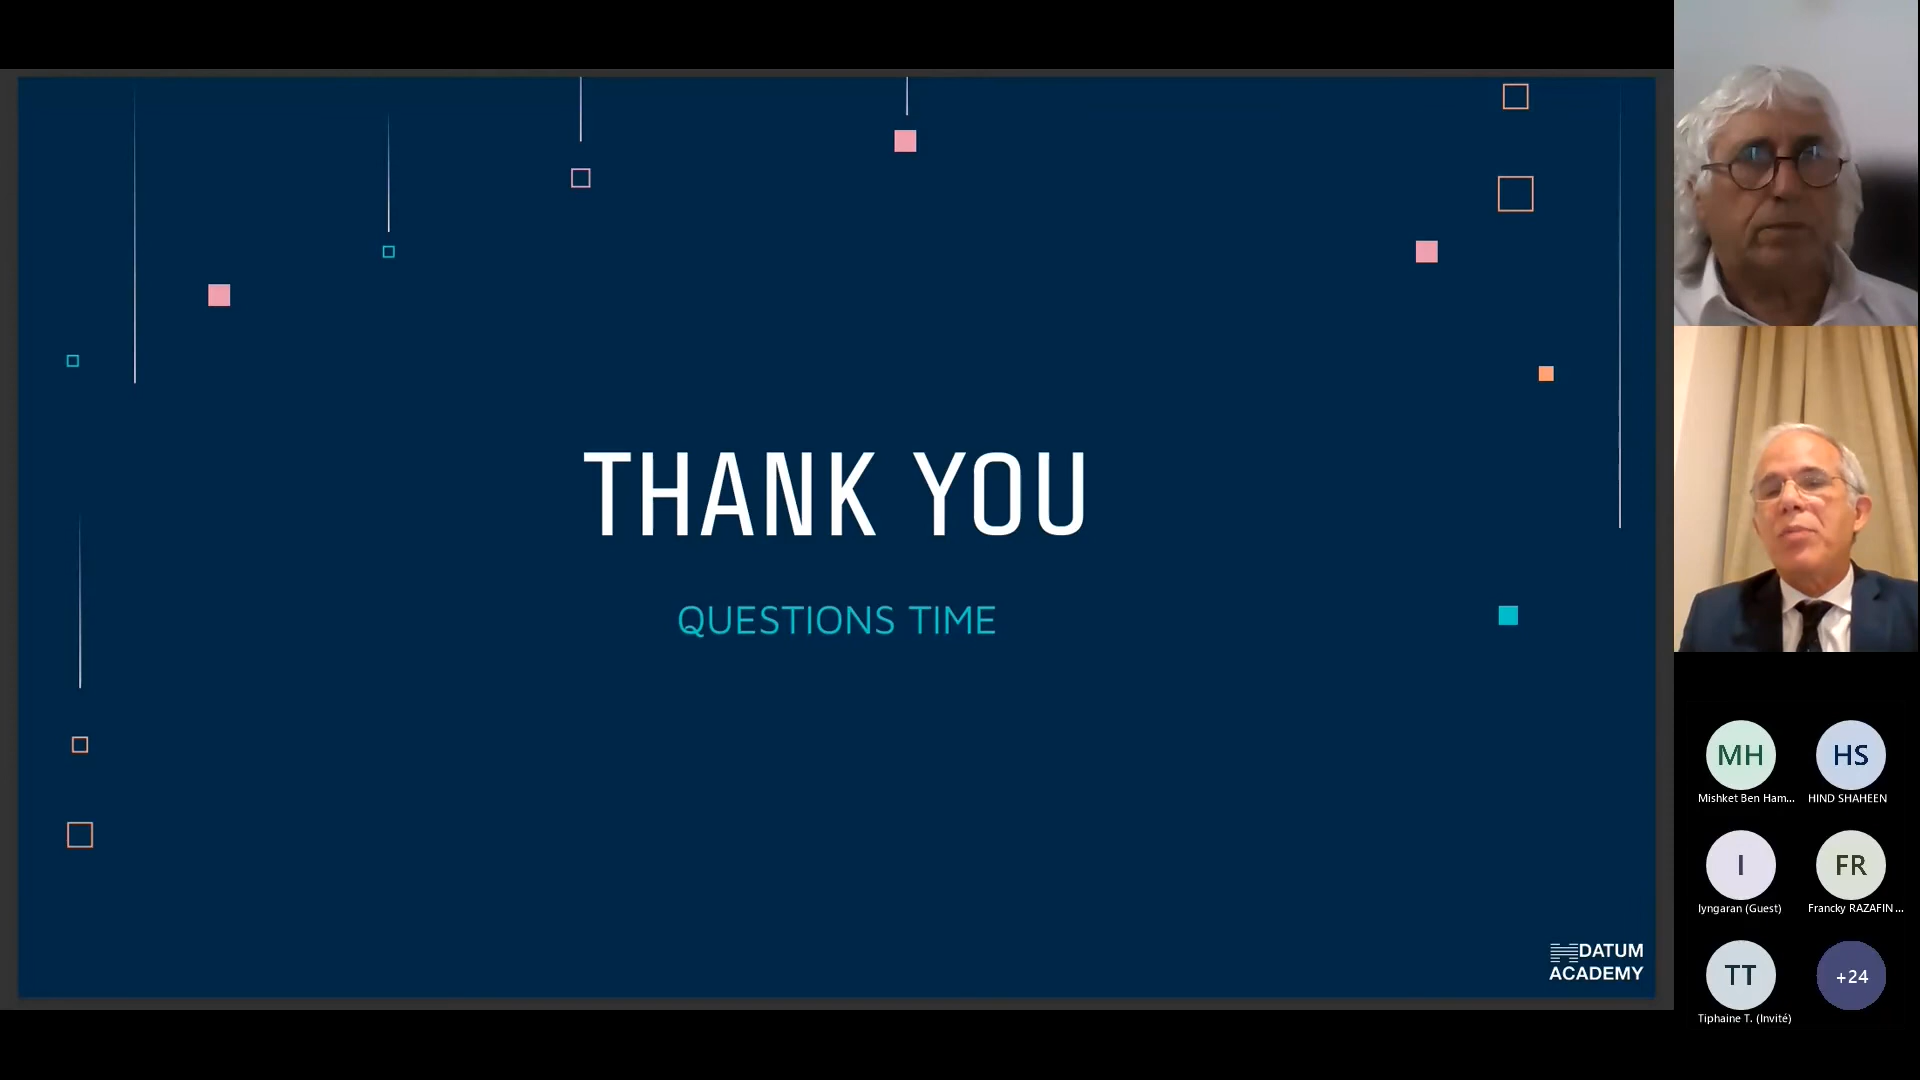 THANK YOU
QUESTIONS TIME
DATUM
ACADEMY
MH
HS
Mishket Ben Ham...
HIND SHAHEEN
I
FR
Iyngaran (Guest)
Francky RAZAFIN...
TT
+24
Tiphaine T. (Invité)